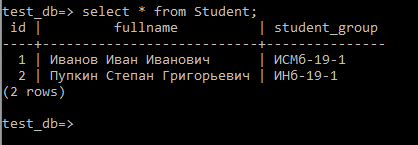 test_db=> select * from Student;
id | fullname | student_group
----+---------------------------+---------------
1 | Иванов Иван Иванович | ИСМб-19-1
2 | Пупкин Степан Григорьевич | ИНб-19-1
(2 rows)
test_db=>